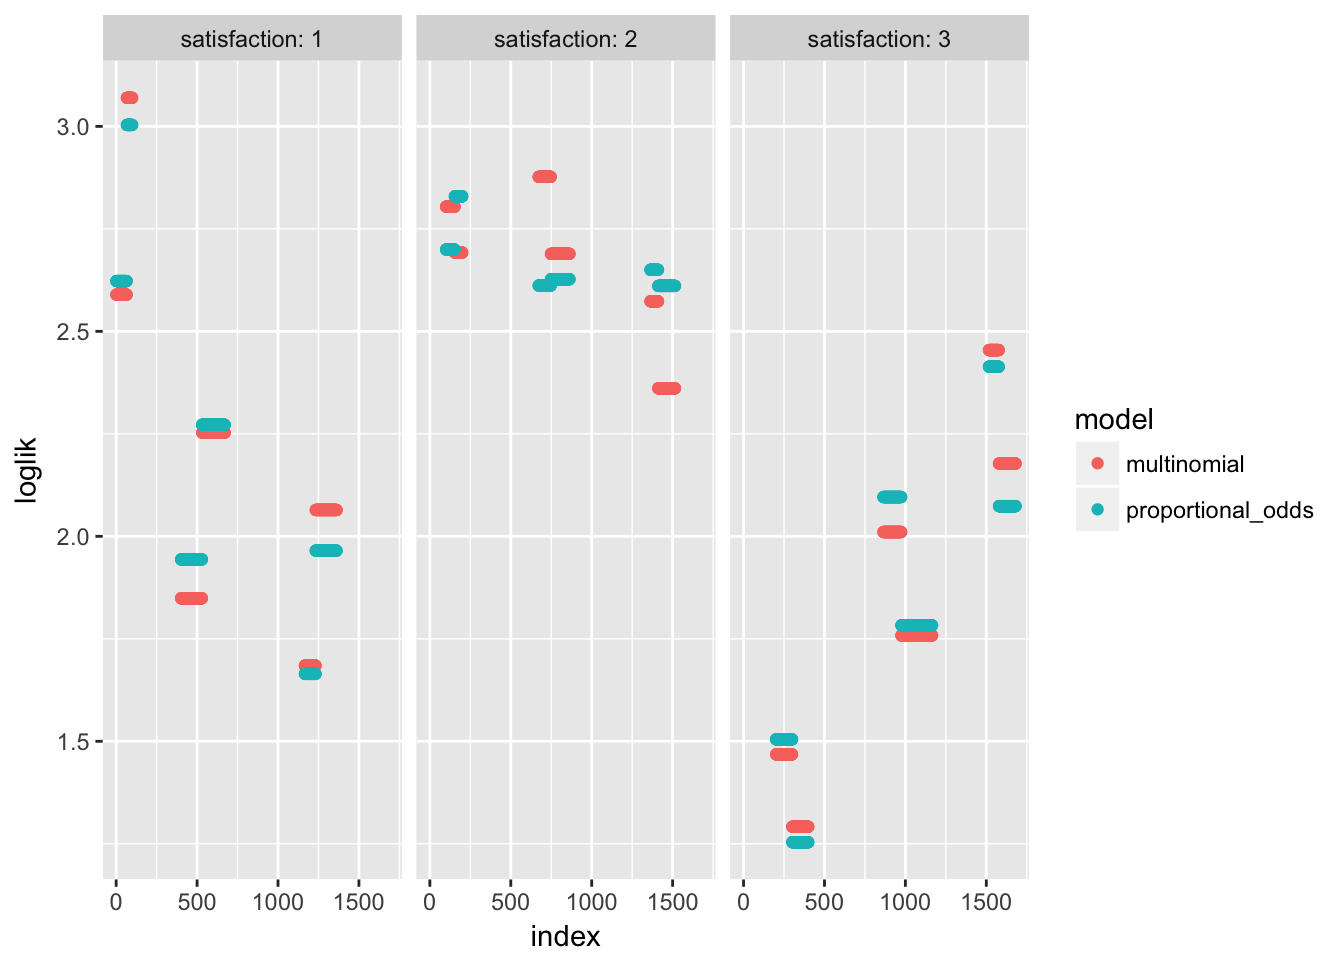 satisfaction: 1 satisfaction: 2 satisfaction: 3
3.0
2.5
2.0
1.5
loglik
0 500 1000 1500 0 500 1000 1500 0 500 1000 1500
index
model
multinomial
proportional_odds